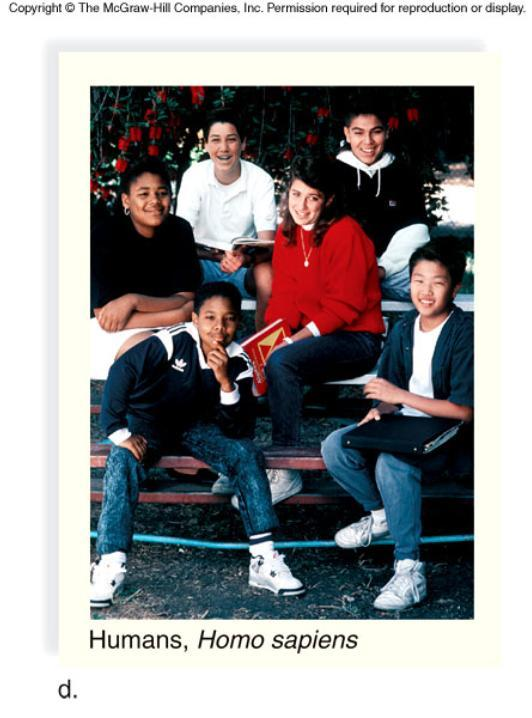 Copyright © The McGraw-Hill Companies, Inc. Permission required for reproduction or display.
Humans, Homo sapiens
d.